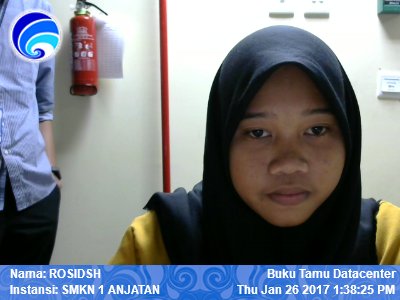 Nama: ROSIDSH
Buku Tamu Datacenter
Instansi: SMKN 1 ANJATAN
Thu Jan 26 2017 1:38:25 PM